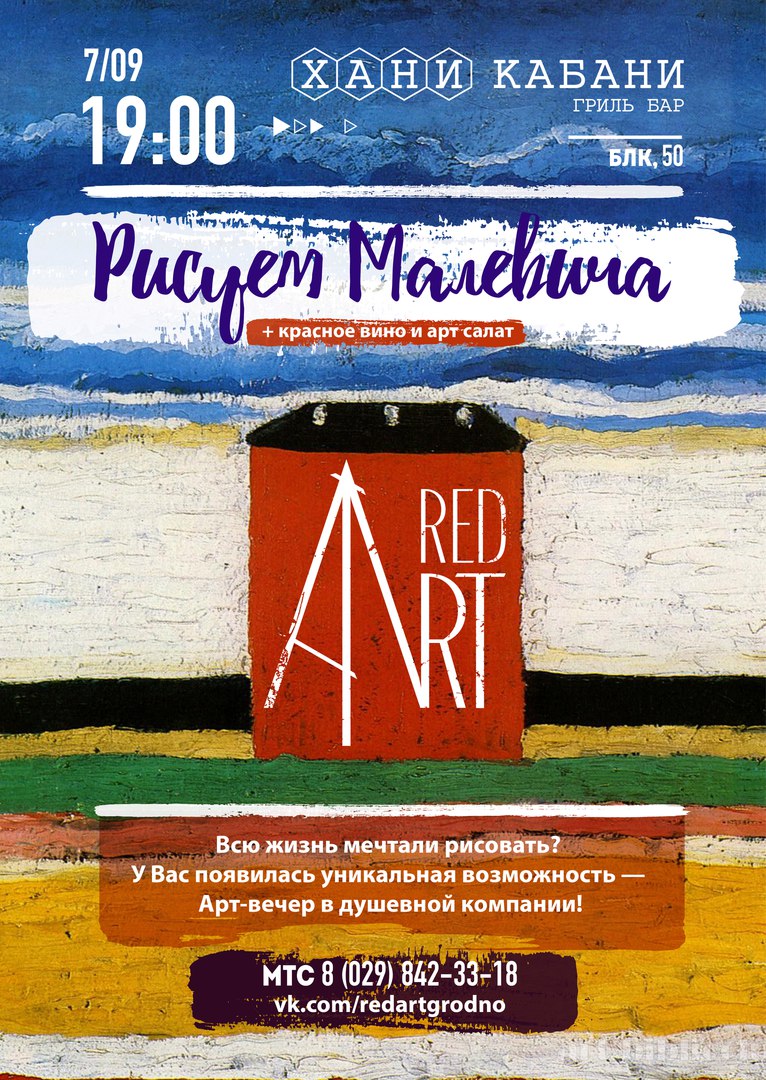 7/09
19:00
ХАНИ КАБАНИ
ГРИЛЬ БАР
БЛК, 50
Рисуем Малевича
+ красное вино и арт салат
RED
ART
Всю жизнь мечтали рисовать?
У Вас появилась уникальная возможность —
Арт-вечер в душевной компании!
МТС 8 (029) 842-33-18
vk.com/redartgrodno